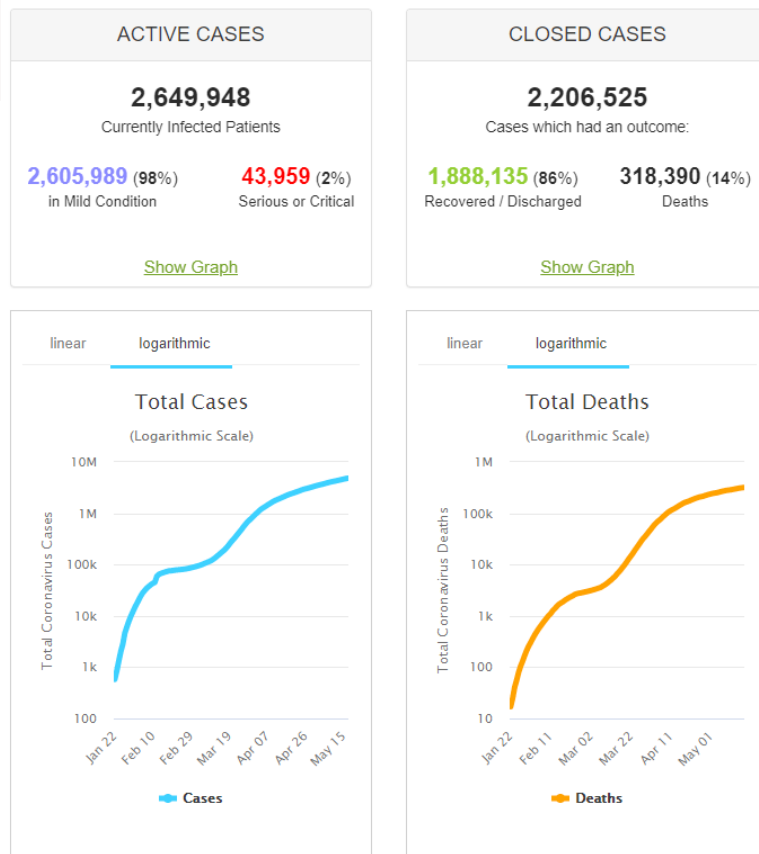 ACTIVE CASES
2,649,948
Currently Infected Patients
2,605,989 (98%)
in Mild Condition
43,959 (2%)
Serious or Critical
Show Graph
CLOSED CASES
2,206,525
Cases which had an outcome:
1,888,135 (86%)
Recovered / Discharged
318,390 (14%)
Deaths
Show Graph
linear logarithmic
Total Cases
(Logarithmic Scale)
Total Coronavirus Cases
10M
1M
100k
10k
1k
100
Jan 22 Feb 10 Feb 29 Mar 19 Apr 07 Apr 26 May 15
Cases
linear logarithmic
Total Deaths
(Logarithmic Scale)
Total Coronavirus Deaths
1M
100k
10k
1k
100
10
Jan 22 Feb 11 Mar 02 Mar 22 Apr 11 May 01
Deaths